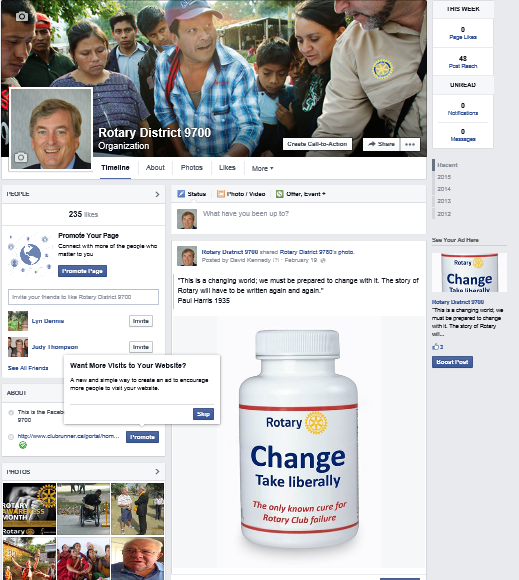 THIS WEEK
0
Page Likes
48
Post Reach
UNREAD
0
Notifications
0
Messages
Recent
2015
2014
2013
2012
See Your Ad Here
Rotary
Change
Take liberally
Rotary District 9700
"This is a changing world; we
must be prepared to change
with it. The story of Rotary
will...
3
Boost Post
Rotary District 9700
Organization
Create Call-to-Action
Share
Timeline
About
Photos
Likes
More
PEOPLE
235 likes
Promote Your Page
Connect with more of the people who
matter to you
Promote Page
Invite your friends to like Rotary District 9700
Lyn Dennis
Invite
Judy Thompson
Invite
See All Friends
Want More Visits to Your Website?
A new and simple way to create an ad to encourage
more people to visit your website.
Skip
ABOUT
This is the Faceb
9700
http://www.clubrunner.ca/portal/hom...
Promote
PHOTOS
ROTARY
AWARENESS
MONTH
Rotary
Status
Photo / Video
Offer, Event +
What have you been up to?
Rotary District 9700 shared Rotary District 9780's photo.
Posted by David Kennedy [?] · February 19
"This is a changing world; we must be prepared to change with it. The story of
Rotary will have to be written again and again."
Paul Harris 1935
Rotary
Change
Take liberally
The only known cure for
Rotary Club failure